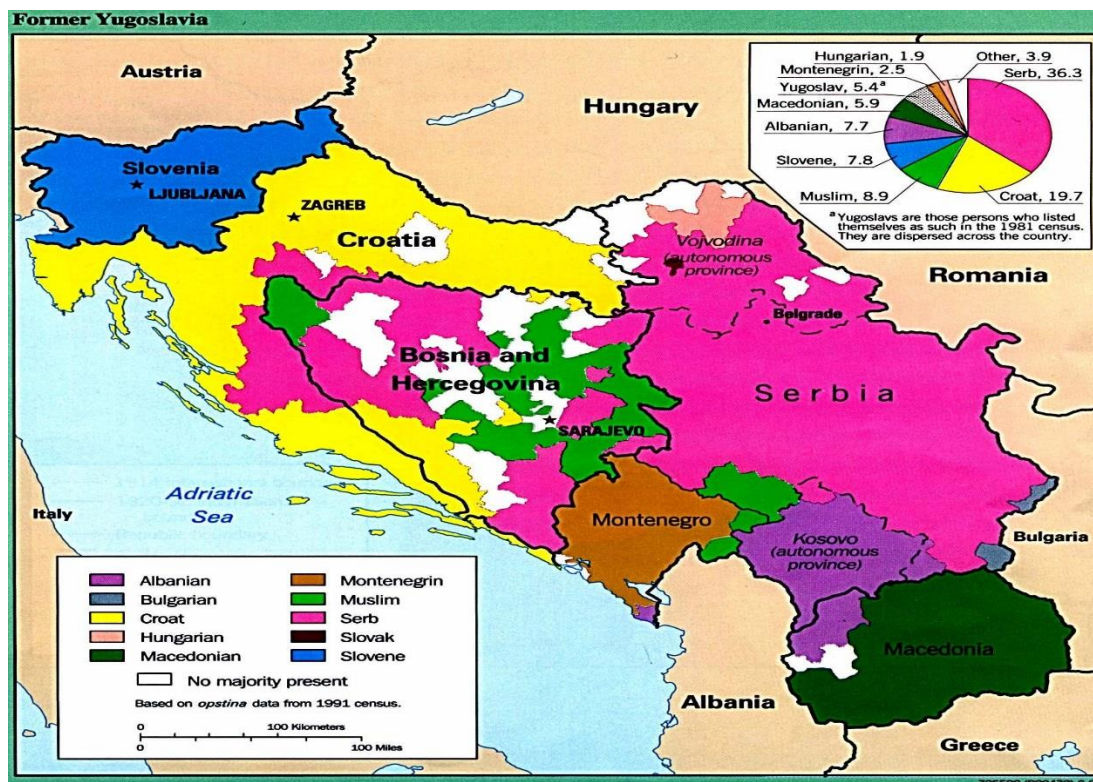 Former Yugoslavia
Austria
Hungary
Slovenia
LJUBLJANA
ZAGREB
Croatia
Vojvodina
(autonomous
province)
Romania
Belgrade
Bosnia and
Hercegovina
Serbia
SARAJEVO
Adriatic
Sea
Italy
Montenegro
Kosovo
(autonomous
province)
Bulgaria
Macedonia
Albania
Greece
Hungarian, 1.9
Other, 3.9
Montenegrin, 2.5
Serb, 36.3
Yugoslav, 5.4ª
Macedonian, 5.9
Albanian, 7.7
Slovene, 7.8
Muslim, 8.9
Croat, 19.7
ª Yugoslavs are those persons who listed
themselves as such in the 1981 census.
They are dispersed across the country.
Albanian
Bulgarian
Croat
Hungarian
Macedonian
Montenegrin
Muslim
Serb
Slovak
Slovene
No majority present
Based on opstina data from 1991 census.
0 100 Kilometers
0 100 Miles